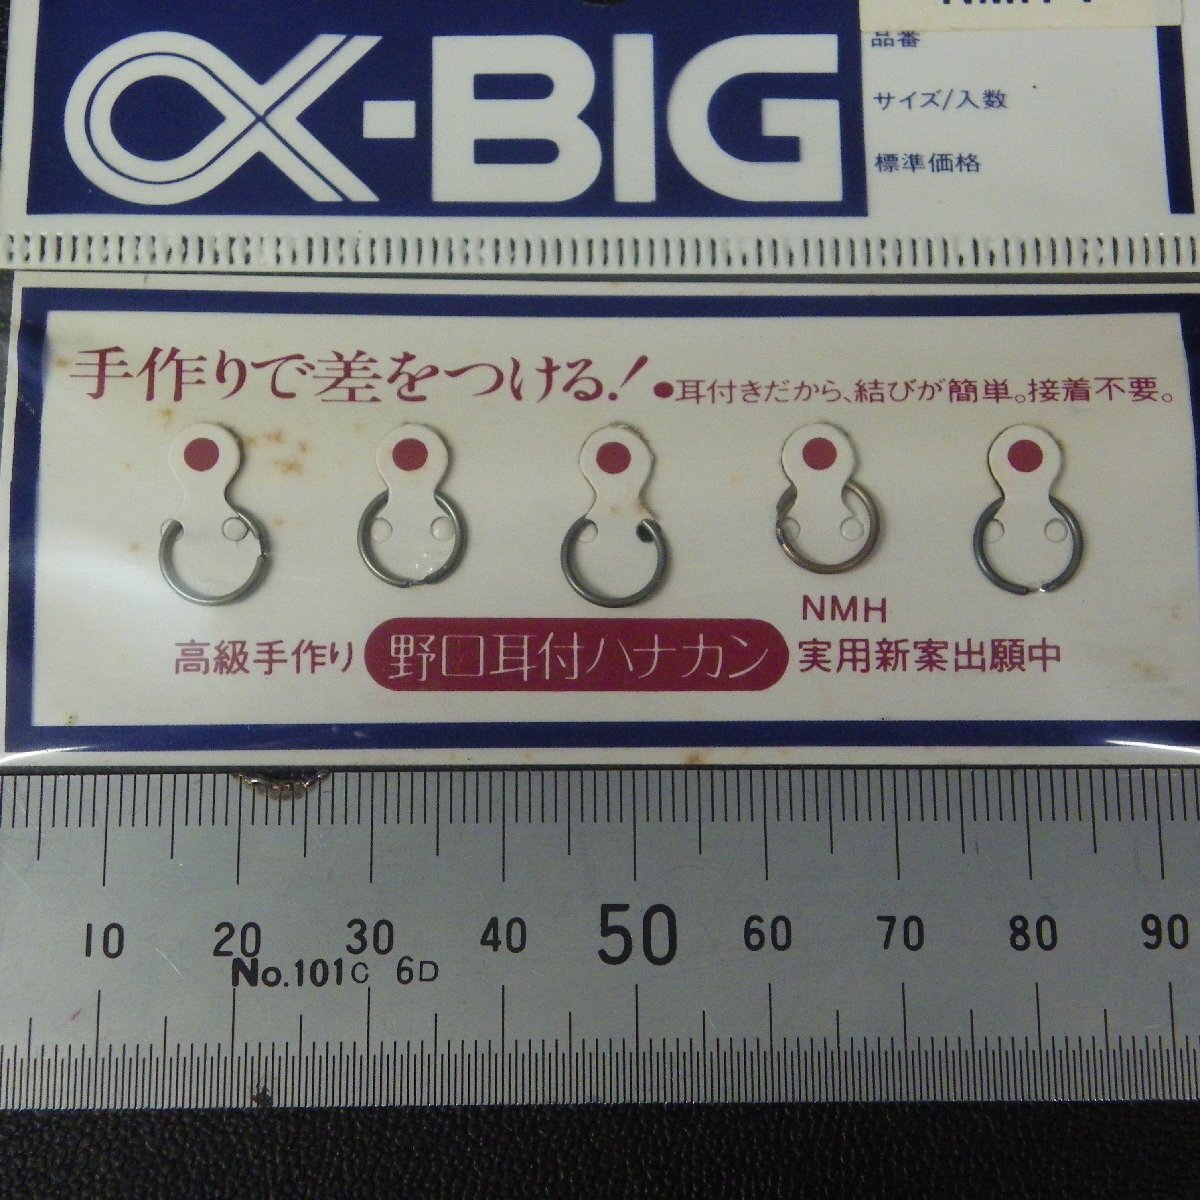 α-BIG
品番
サイズ/入数
標準価格
手作りで差をつける!
●耳付きだから、結びが簡単。接着不要。
NMH
高級手作り 野口耳付ハナカン 実用新案出願中
10 20 30 40 50 60 70 80 90
No.101C 6D